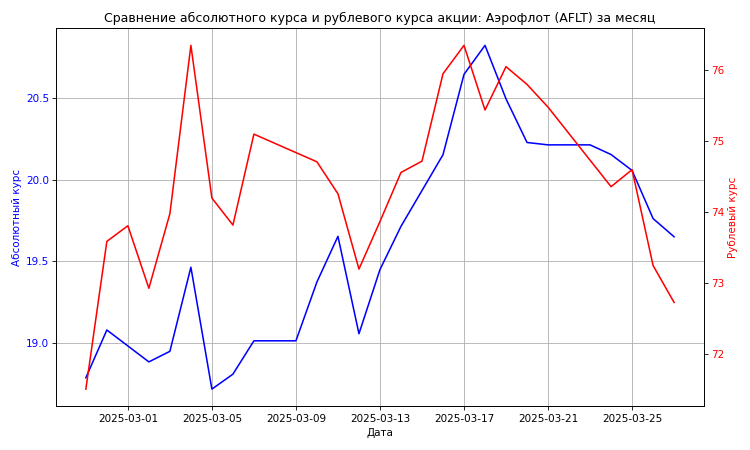 Сравнение абсолютного курса и рублевого курса акции: Аэрофлот (AFLT) за месяц
Абсолютный курс
20.5
20.0
19.5
19.0
76
75
74
73
72
Рублевый курс
2025-03-01 2025-03-05 2025-03-09 2025-03-13 2025-03-17 2025-03-21 2025-03-25
Дата